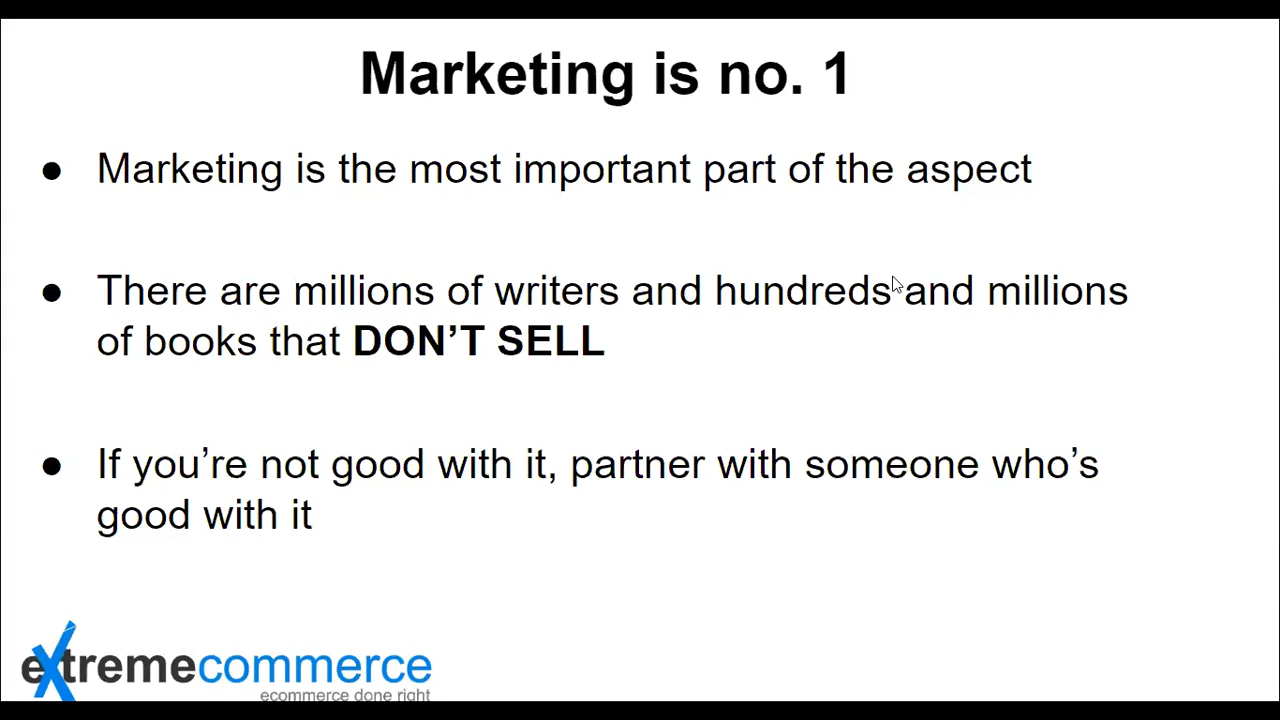 Marketing is no. 1
● Marketing is the most important part of the aspect
● There are millions of writers and hundreds and millions
of books that DON’T SELL
● If you’re not good with it, partner with someone who’s
good with it
extremecommerce
ecommerce done right